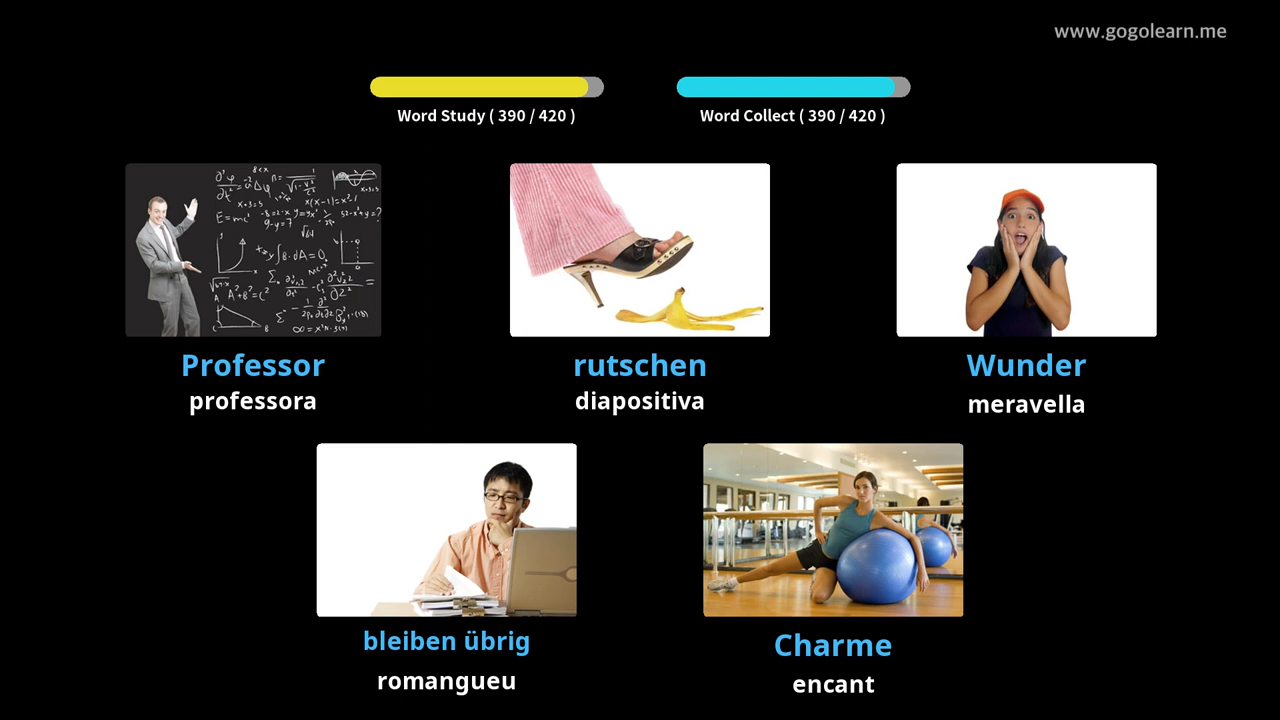 www.gogolearn.me
Word Study ( 390 / 420 )
Word Collect ( 390 / 420 )
Professor
professora
rutschen
diapositiva
Wunder
meravella
bleiben übrig
romangueu
Charme
encant